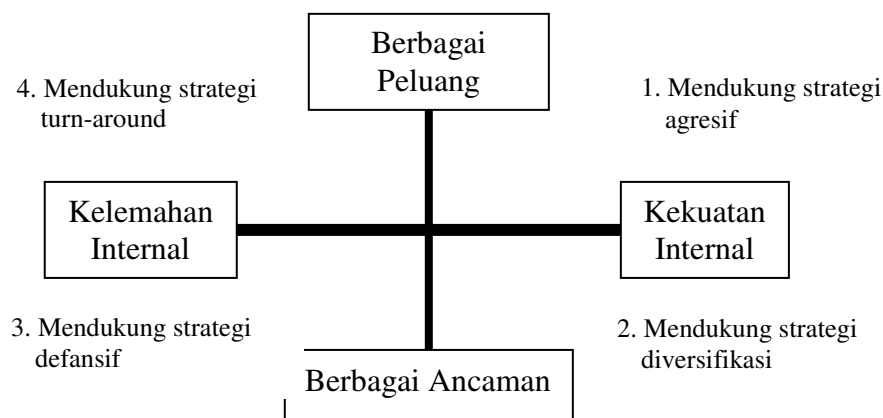 Berbagai
Peluang
4. Mendukung strategi
turn-around
1. Mendukung strategi
agresif
Kelemahan
Internal
Kekuatan
Internal
3. Mendukung strategi
defansif
2. Mendukung strategi
diversifikasi
Berbagai Ancaman